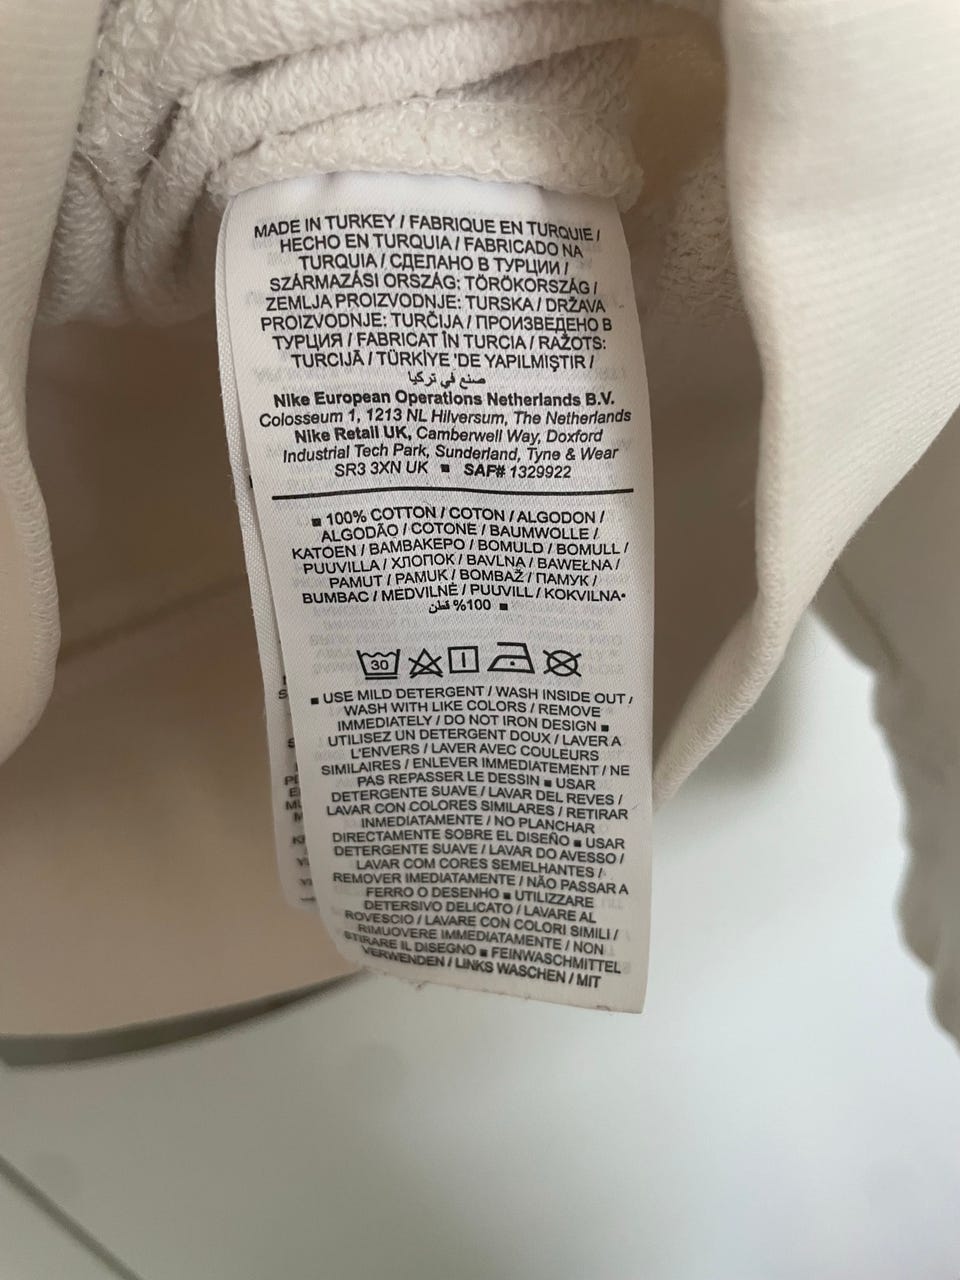 MADE IN TURKEY / FABRIQUE EN TURQUIE /
HECHO EN TURQUIA / FABRICADO NA
TURQUIA / СДЕЛАНО В ТУРЦИИ /
SZÁRMAZÁSI ORSZÁG: TÖRÖKORSZÁG /
ZEMLJA PROIZVODNJE: TURSKA / DRŽAVA
PROIZVODNJE: TURČIJA / ПРОИЗВЕДЕНО В
ТУРЦИЯ / FABRICAT ÎN TURCIA / RAŽOTS:
TURCIJĀ / TÜRKİYE 'DE YAPILMIŞTIR /
صنع في تركيا
Nike European Operations Netherlands B.V.
Colosseum 1, 1213 NL Hilversum, The Netherlands
Nike Retail UK, Camberwell Way, Doxford
Industrial Tech Park, Sunderland, Tyne & Wear
SR3 3XN UK ■ SAF# 1329922
■ 100% COTTON / COTON / ALGODON /
ALGODÃO / COTONE / BAUMWOLLE /
KATOEN / ΒΑΜΒΑΚΕΡΟ / BOMULD / BOMULL /
PUUVILLA / ХЛОПОК / BAVLNA / BAWEŁNA /
PAMUT / PAMUK / BOMBAŽ / ПАМУК /
BUMBAC / MEDVILNĖ / PUUVILL / KOKVILNA•
100% قطن ■
30
■ USE MILD DETERGENT / WASH INSIDE OUT /
WASH WITH LIKE COLORS / REMOVE
IMMEDIATELY / DO NOT IRON DESIGN ■
UTILISEZ UN DETERGENT DOUX / LAVER A
L'ENVERS / LAVER AVEC COULEURS
SIMILAIRES / ENLEVER IMMEDIATEMENT / NE
PAS REPASSER LE DESSIN ■ USAR
DETERGENTE SUAVE / LAVAR DEL REVES /
LAVAR CON COLORES SIMILARES / RETIRAR
INMEDIATAMENTE / NO PLANCHAR
DIRECTAMENTE SOBRE EL DISEÑO ■ USAR
DETERGENTE SUAVE / LAVAR DO AVESSO /
LAVAR COM CORES SEMELHANTES /
REMOVER IMEDIATAMENTE / NÃO PASSAR A
FERRO O DESENHO ■ UTILIZZARE
DETERSIVO DELICATO / LAVARE AL
ROVESCIO / LAVARE CON COLORI SIMILI /
RIMUOVERE IMMEDIATAMENTE / NON
STIRARE IL DISEGNO ■ FEINWASCHMITTEL
VERWENDEN / LINKS WASCHEN / MIT